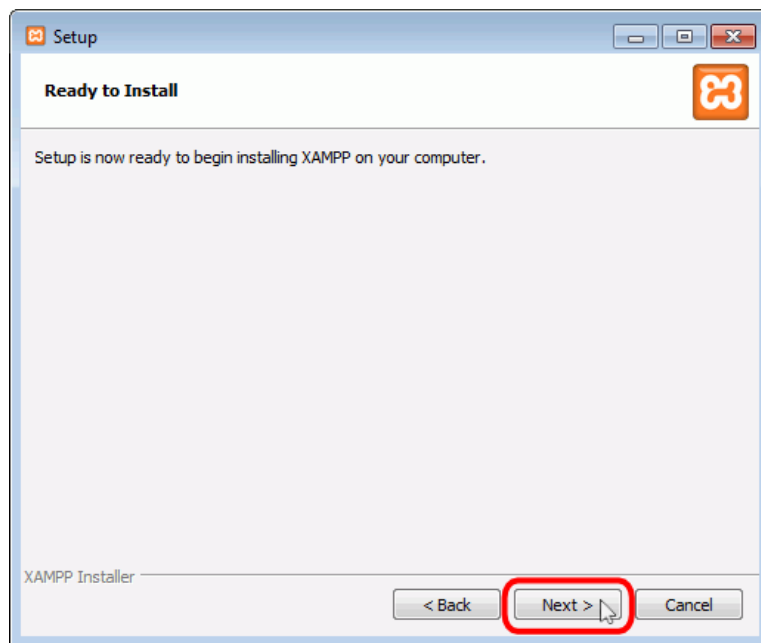 Setup
Ready to Install
Setup is now ready to begin installing XAMPP on your computer.
XAMPP Installer
< Back
Next >
Cancel